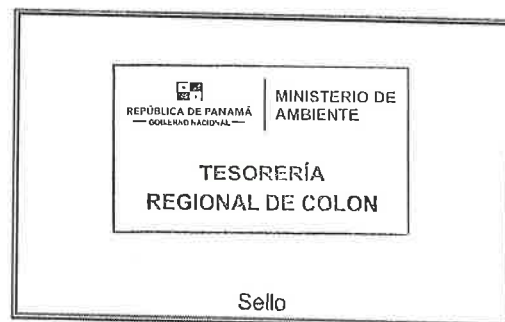 REPÚBLICA DE PANAMÁ
— GOBIERNO NACIONAL —
MINISTERIO DE
AMBIENTE
TESORERÍA
REGIONAL DE COLON
Sello